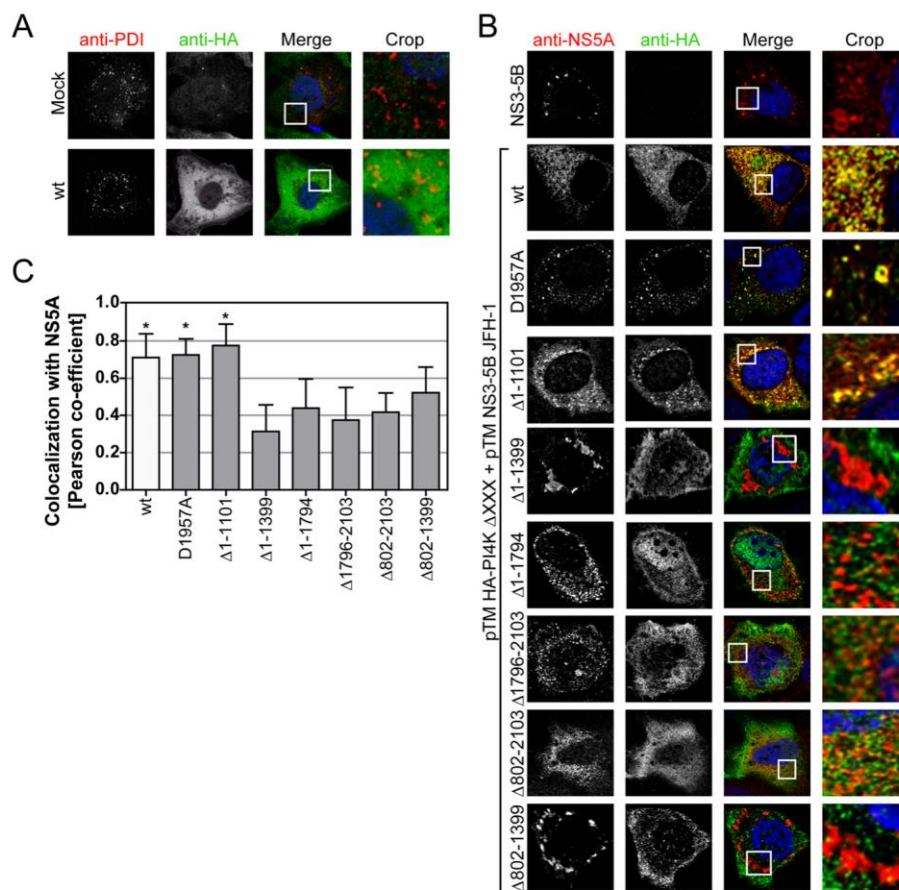 A
anti-PDI anti-HA Merge Crop
Mock
wt
B
anti-NS5A anti-HA Merge Crop
NS3-5B
pTM HA-PI4K ΔXXX + pTM NS3-5B JFH-1
wt
D1957A
Δ1-1101
Δ1-1399
Δ1-1794
Δ1796-2103
Δ802-2103
Δ802-1399
C
Colocalization with NS5A
[Pearson co-efficient]
1.0
0.8
0.6
0.4
0.2
0.0
* * *
wt D1957A Δ1-1101 Δ1-1399 Δ1-1794 Δ1796-2103 Δ802-2103 Δ802-1399